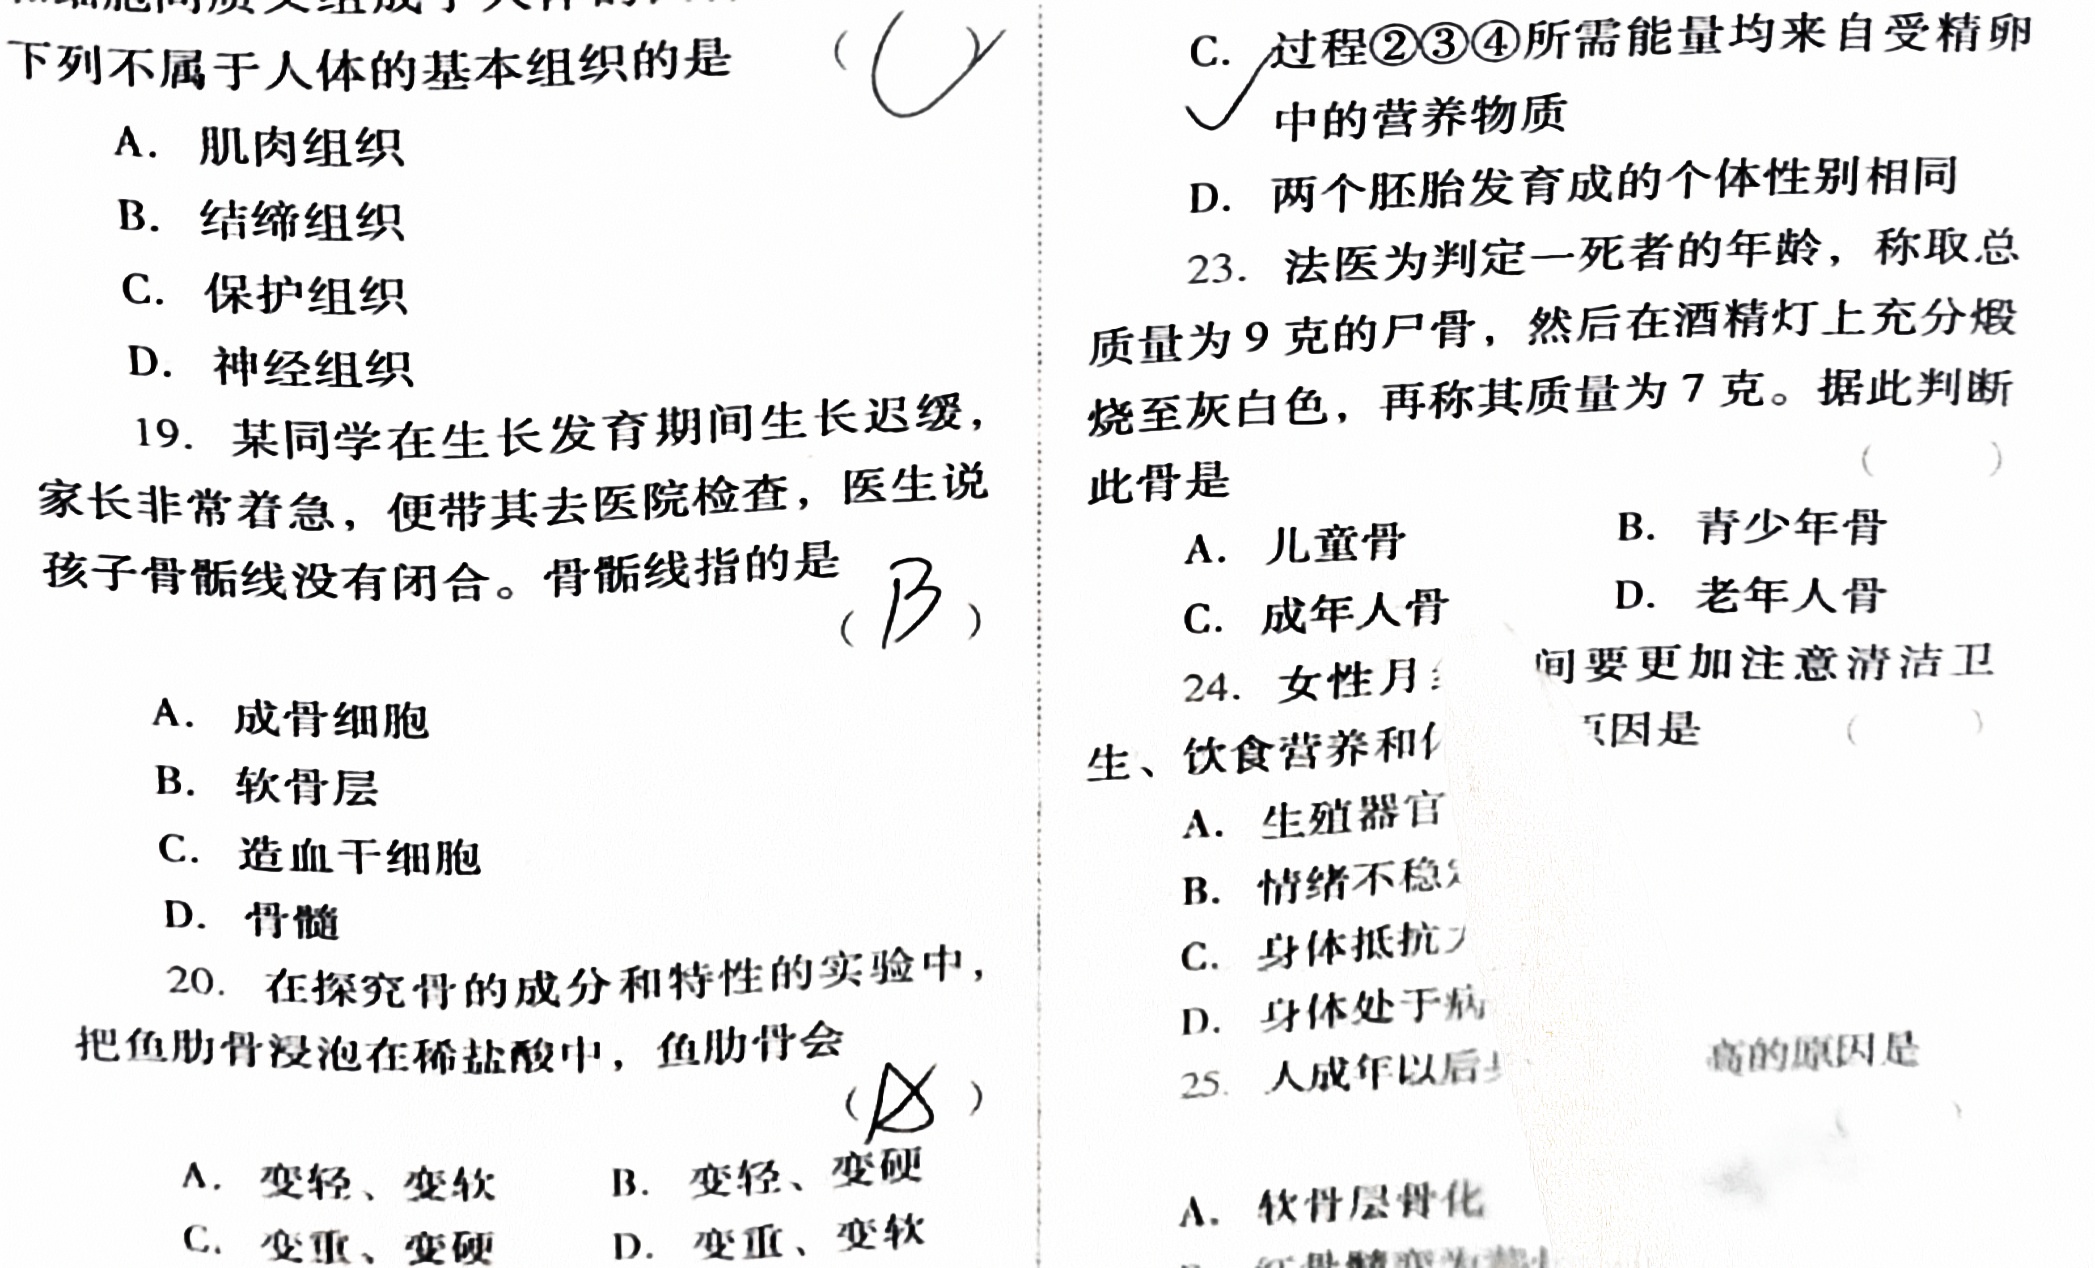 下列不属于人体的基本组织的是 （C）
A. 肌肉组织
B. 结缔组织
C. 保护组织
D. 神经组织
19. 某同学在生长发育期间生长迟缓，
家长非常着急，便带其去医院检查，医生说
孩子骨骺线没有闭合。骨骺线指的是
（B）
A. 成骨细胞
B. 软骨层
C. 造血干细胞
D. 骨髓
20. 在探究骨的成分和特性的实验中，
把鱼肋骨浸泡在稀盐酸中，鱼肋骨会
（A）
A. 变轻、变软 B. 变轻、变硬
C. 变重、变硬 D. 变重、变软
C. 过程②③④所需能量均来自受精卵
中的营养物质
D. 两个胚胎发育成的个体性别相同
23. 法医为判定一死者的年龄，称取总
质量为9克的尸骨，然后在酒精灯上充分煅
烧至灰白色，再称其质量为7克。据此判断
此骨是 （ ）
A. 儿童骨 B. 青少年骨
C. 成年人骨 D. 老年人骨
24. 女性月 间要更加注意清洁卫
生、饮食营养和 因是 （ ）
A. 生殖器官
B. 情绪不稳
C. 身体抵抗
D. 身体处于病
25. 人成年以后 高的原因是
（ ）
A. 软骨层骨化